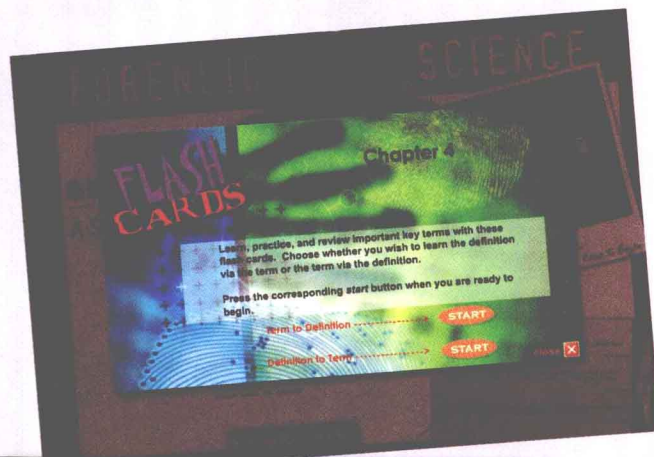 FORENSIC SCIENCE
FLASH
CARDS
Chapter 4
Learn, practice, and review important key terms with these
flash cards. Choose whether you wish to learn the definition
via the term or the term via the definition.
Press the corresponding start button when you are ready to
begin.
Term to Definition START
Definition to Term START
CLOSE X